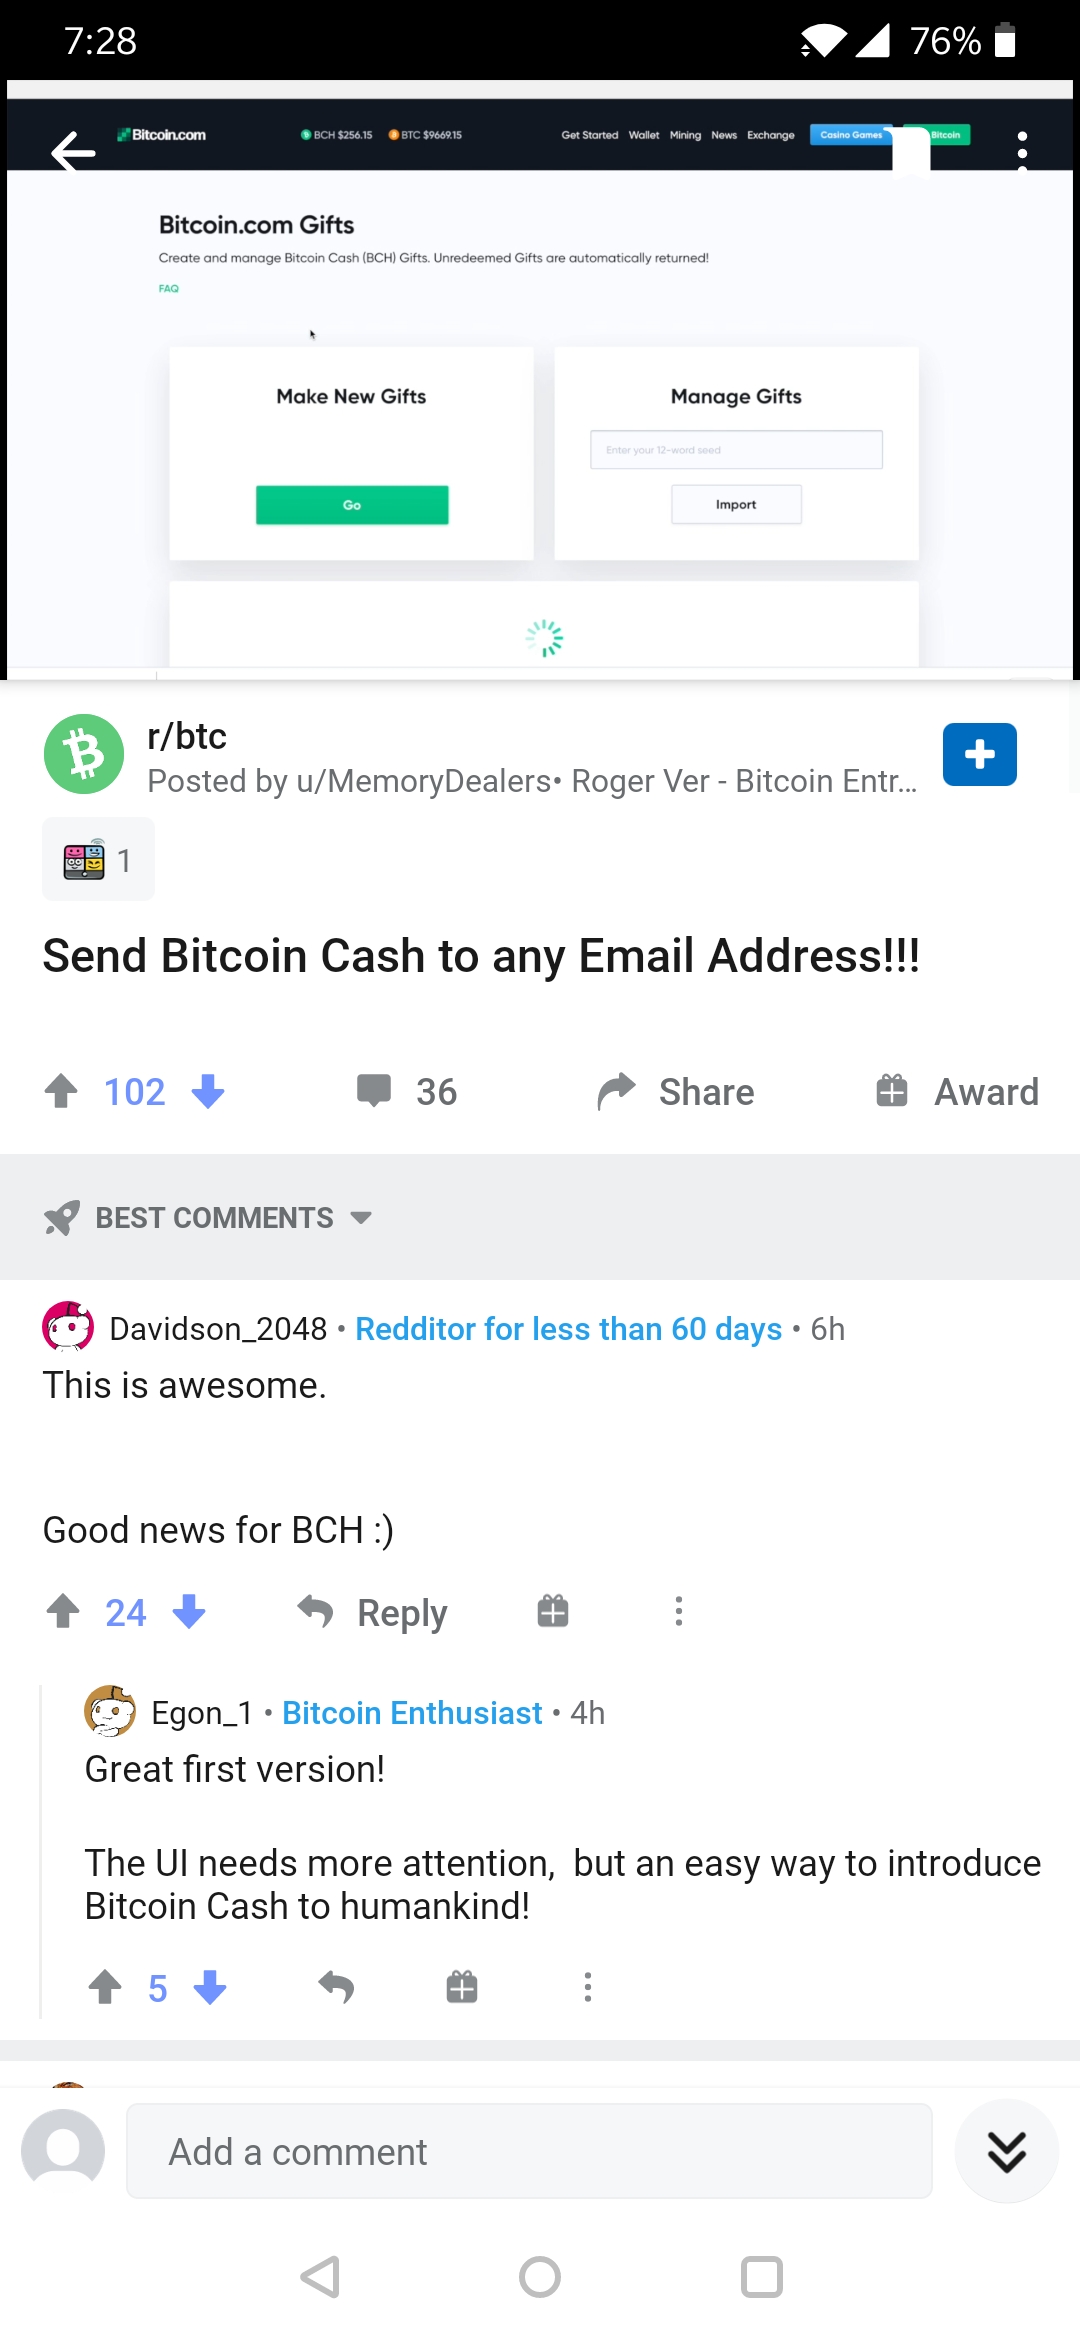 7:28
76%
Bitcoin.com
BCH $256.15
BTC $9669.15
Get Started
Wallet
Mining
News
Exchange
Casino Games
Bitcoin
Bitcoin.com Gifts
Create and manage Bitcoin Cash (BCH) Gifts. Unredeemed Gifts are automatically returned!
FAQ
Make New Gifts
Go
Manage Gifts
Enter your 12-word seed
Import
r/btc
Posted by u/MemoryDealers• Roger Ver - Bitcoin Entr...
1
Send Bitcoin Cash to any Email Address!!!
102
36
Share
Award
BEST COMMENTS
Davidson_2048 • Redditor for less than 60 days • 6h
This is awesome.
Good news for BCH :)
24
Reply
Egon_1 • Bitcoin Enthusiast • 4h
Great first version!
The UI needs more attention,  but an easy way to introduce
Bitcoin Cash to humankind!
5
Add a comment